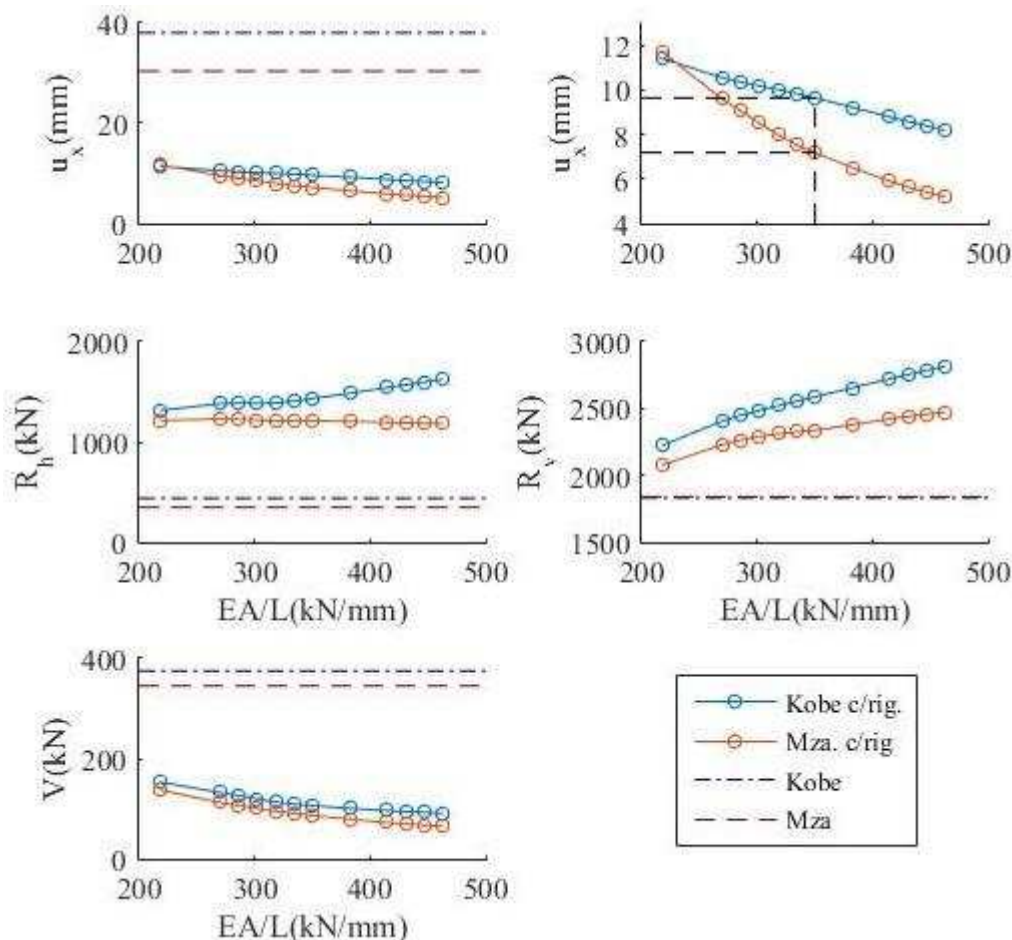 40
20
0
u_x(mm)
200 300 400 500
12
10
8
6
4
u_x(mm)
200 300 400 500
2000
1000
0
R_h(kN)
200 300 400 500
EA/L(kN/mm)
3000
2500
2000
1500
R_v(kN)
200 300 400 500
EA/L(kN/mm)
400
200
0
V(kN)
200 300 400 500
EA/L(kN/mm)
Kobe c/rig.
Mza. c/rig
Kobe
Mza